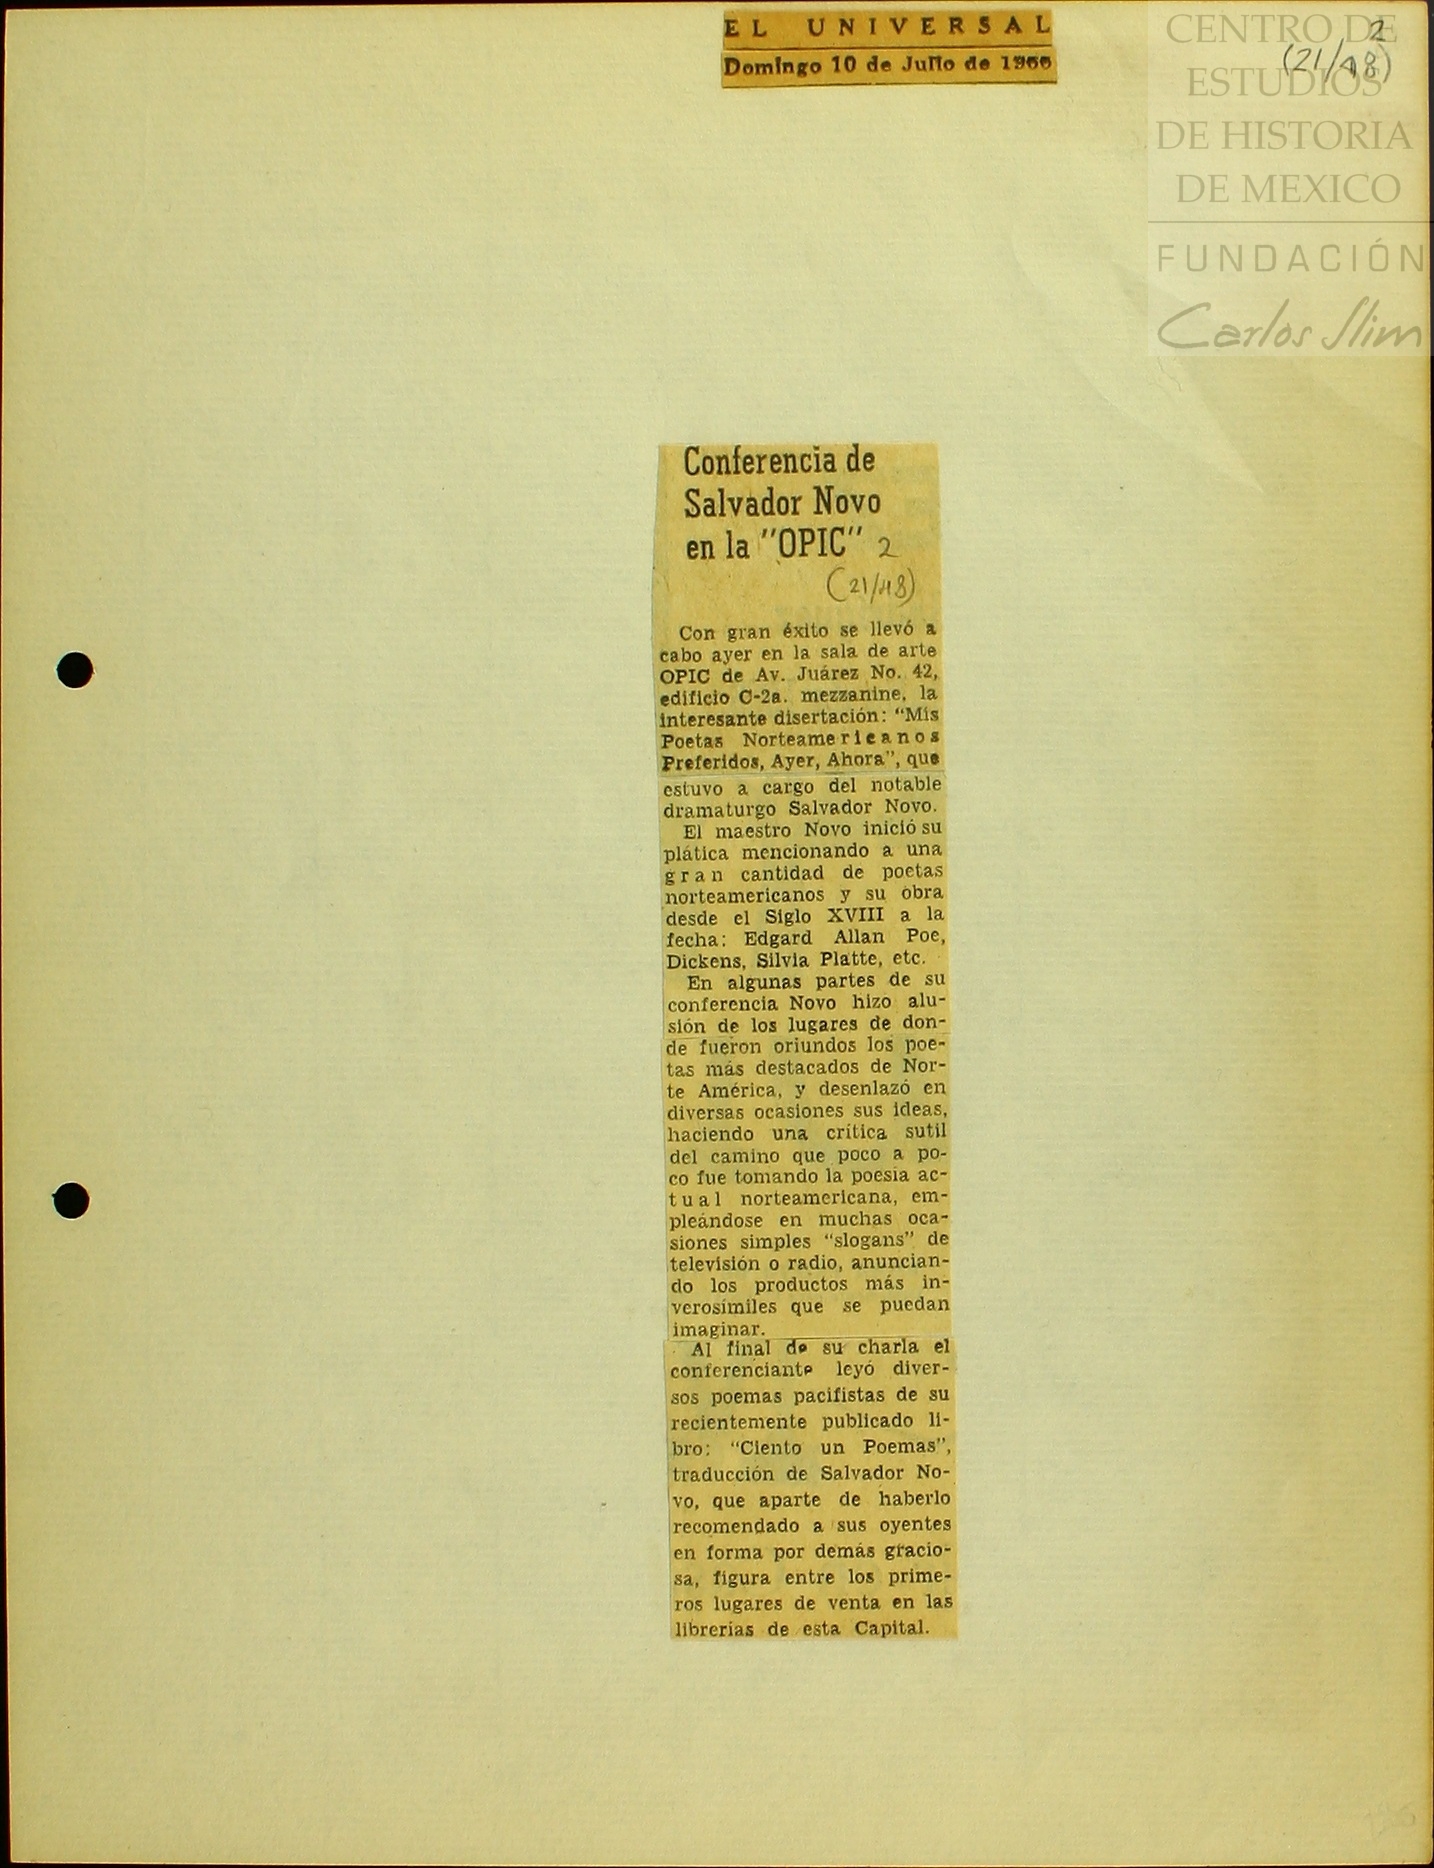 EL UNIVERSAL
Domingo 10 de Julio de 1966
2
(21/48)
CENTRO DE
ESTUDIOS
DE HISTORIA
DE MEXICO
FUNDACIÓN
Carlos Slim
Conferencia de
Salvador Novo
en la "OPIC" 2
(21/48)
Con gran éxito se llevó a
cabo ayer en la sala de arte
OPIC de Av. Juárez No. 42,
edificio C-2a. mezzanine, la
interesante disertación: "Mis
Poetas Norteamericanos
Preferidos, Ayer, Ahora", que
estuvo a cargo del notable
dramaturgo Salvador Novo.
El maestro Novo inició su
plática mencionando a una
gran cantidad de poetas
norteamericanos y su obra
desde el Siglo XVIII a la
fecha: Edgard Allan Poe,
Dickens, Silvia Platte, etc.
En algunas partes de su
conferencia Novo hizo alu-
sión de los lugares de don-
de fueron oriundos los poe-
tas más destacados de Nor-
te América, y desenlazó en
diversas ocasiones sus ideas,
haciendo una crítica sutil
del camino que poco a po-
co fue tomando la poesía ac-
tual norteamericana, em-
pleándose en muchas oca-
siones simples "slogans" de
televisión o radio, anuncian-
do los productos más in-
verosímiles que se puedan
imaginar.
Al final de su charla el
conferenciante leyó diver-
sos poemas pacifistas de su
recientemente publicado li-
bro: "Ciento un Poemas",
traducción de Salvador No-
vo, que aparte de haberlo
recomendado a sus oyentes
en forma por demás gracio-
sa, figura entre los prime-
ros lugares de venta en las
librerías de esta Capital.